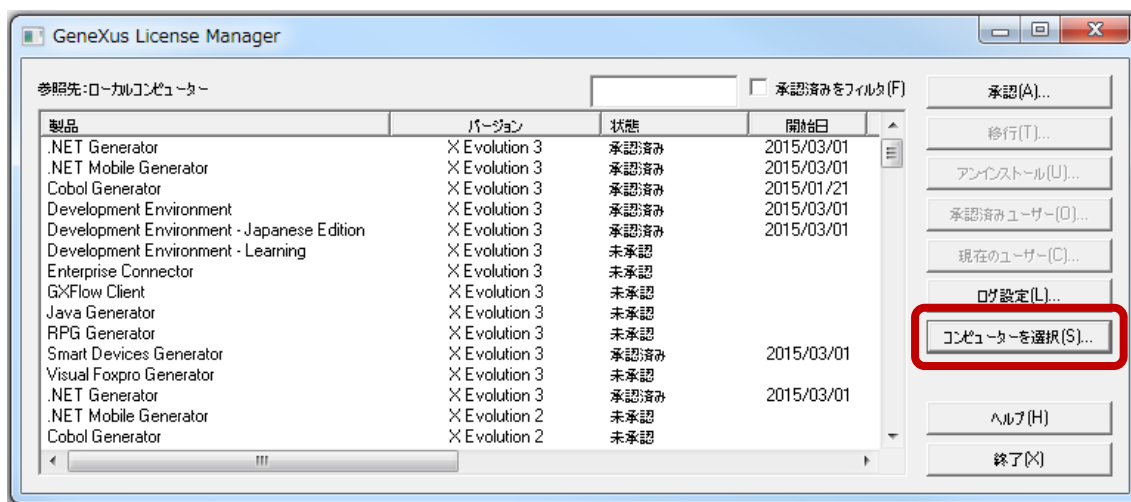 GeneXus License Manager
参照先:ローカルコンピューター
承認済みをフィルタ(F)
製品 バージョン 状態 開始日
.NET Generator X Evolution 3 承認済み 2015/03/01
.NET Mobile Generator X Evolution 3 承認済み 2015/03/01
Cobol Generator X Evolution 3 承認済み 2015/01/21
Development Environment X Evolution 3 承認済み 2015/03/01
Development Environment - Japanese Edition X Evolution 3 承認済み 2015/03/01
Development Environment - Learning X Evolution 3 未承認
Enterprise Connector X Evolution 3 未承認
GXFlow Client X Evolution 3 未承認
Java Generator X Evolution 3 未承認
RPG Generator X Evolution 3 未承認
Smart Devices Generator X Evolution 3 承認済み 2015/03/01
Visual Foxpro Generator X Evolution 3 未承認
.NET Generator X Evolution 2 承認済み 2015/03/01
.NET Mobile Generator X Evolution 2 未承認
Cobol Generator X Evolution 2 未承認
承認(A)...
移行(T)...
アンインストール(U)...
承認済みユーザー(O)...
現在のユーザー(C)...
ログ設定(L)...
コンピューターを選択(S)...
ヘルプ(H)
終了(X)